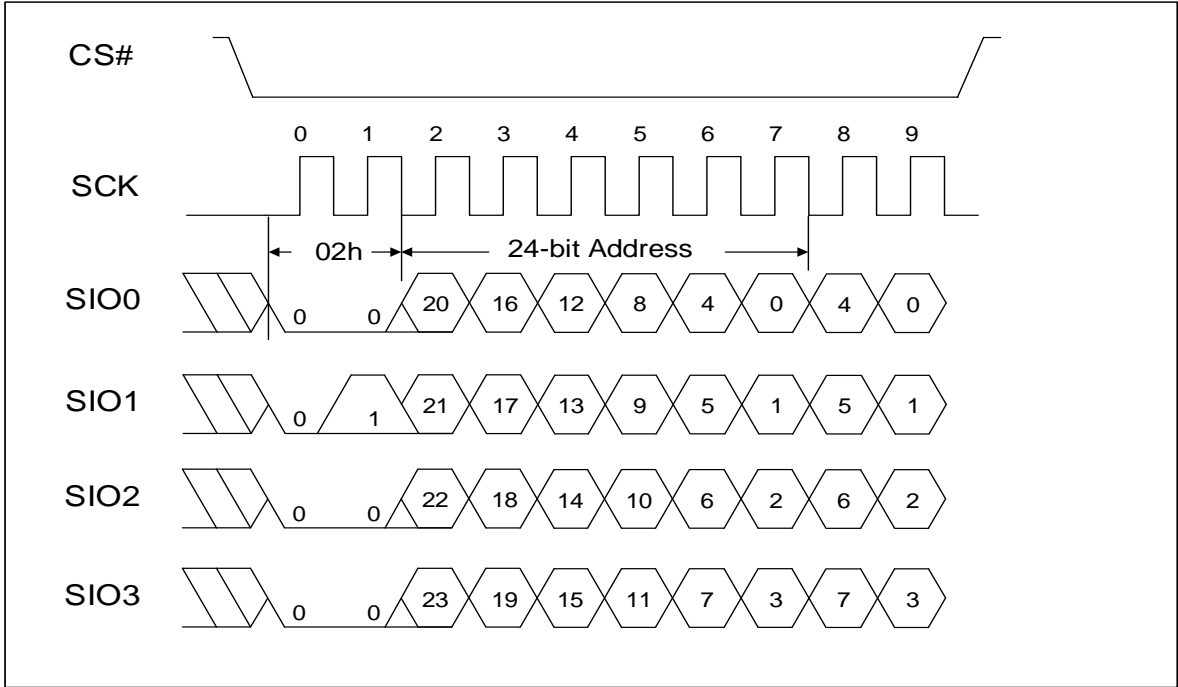 CS#
0 1 2 3 4 5 6 7 8 9
SCK
02h 24-bit Address
SIO0 0 0 20 16 12 8 4 0 4 0
SIO1 0 1 21 17 13 9 5 1 5 1
SIO2 0 0 22 18 14 10 6 2 6 2
SIO3 0 0 23 19 15 11 7 3 7 3